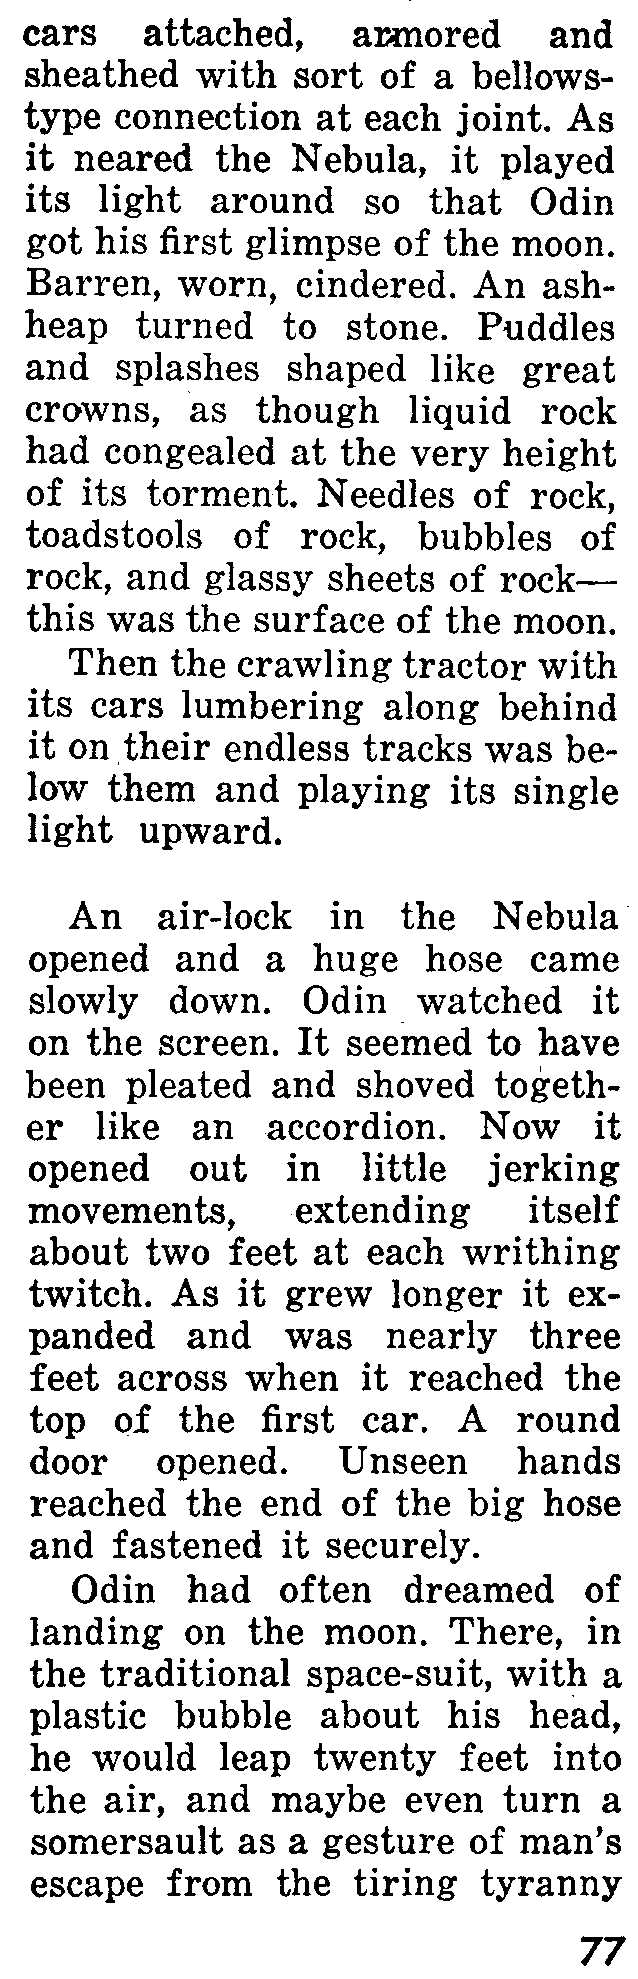 cars attached, armored and
sheathed with sort of a bellows-
type connection at each joint. As
it neared the Nebula, it played
its light around so that Odin
got his first glimpse of the moon.
Barren, worn, cindered. An ash-
heap turned to stone. Puddles
and splashes shaped like great
crowns, as though liquid rock
had congealed at the very height
of its torment. Needles of rock,
toadstools of rock, bubbles of
rock, and glassy sheets of rock—
this was the surface of the moon.
Then the crawling tractor with
its cars lumbering along behind
it on their endless tracks was be-
low them and playing its single
light upward.
An air-lock in the Nebula
opened and a huge hose came
slowly down. Odin watched it
on the screen. It seemed to have
been pleated and shoved togeth-
er like an accordion. Now it
opened out in little jerking
movements, extending itself
about two feet at each writhing
twitch. As it grew longer it ex-
panded and was nearly three
feet across when it reached the
top of the first car. A round
door opened. Unseen hands
reached the end of the big hose
and fastened it securely.
Odin had often dreamed of
landing on the moon. There, in
the traditional space-suit, with a
plastic bubble about his head,
he would leap twenty feet into
the air, and maybe even turn a
somersault as a gesture of man's
escape from the tiring tyranny
77